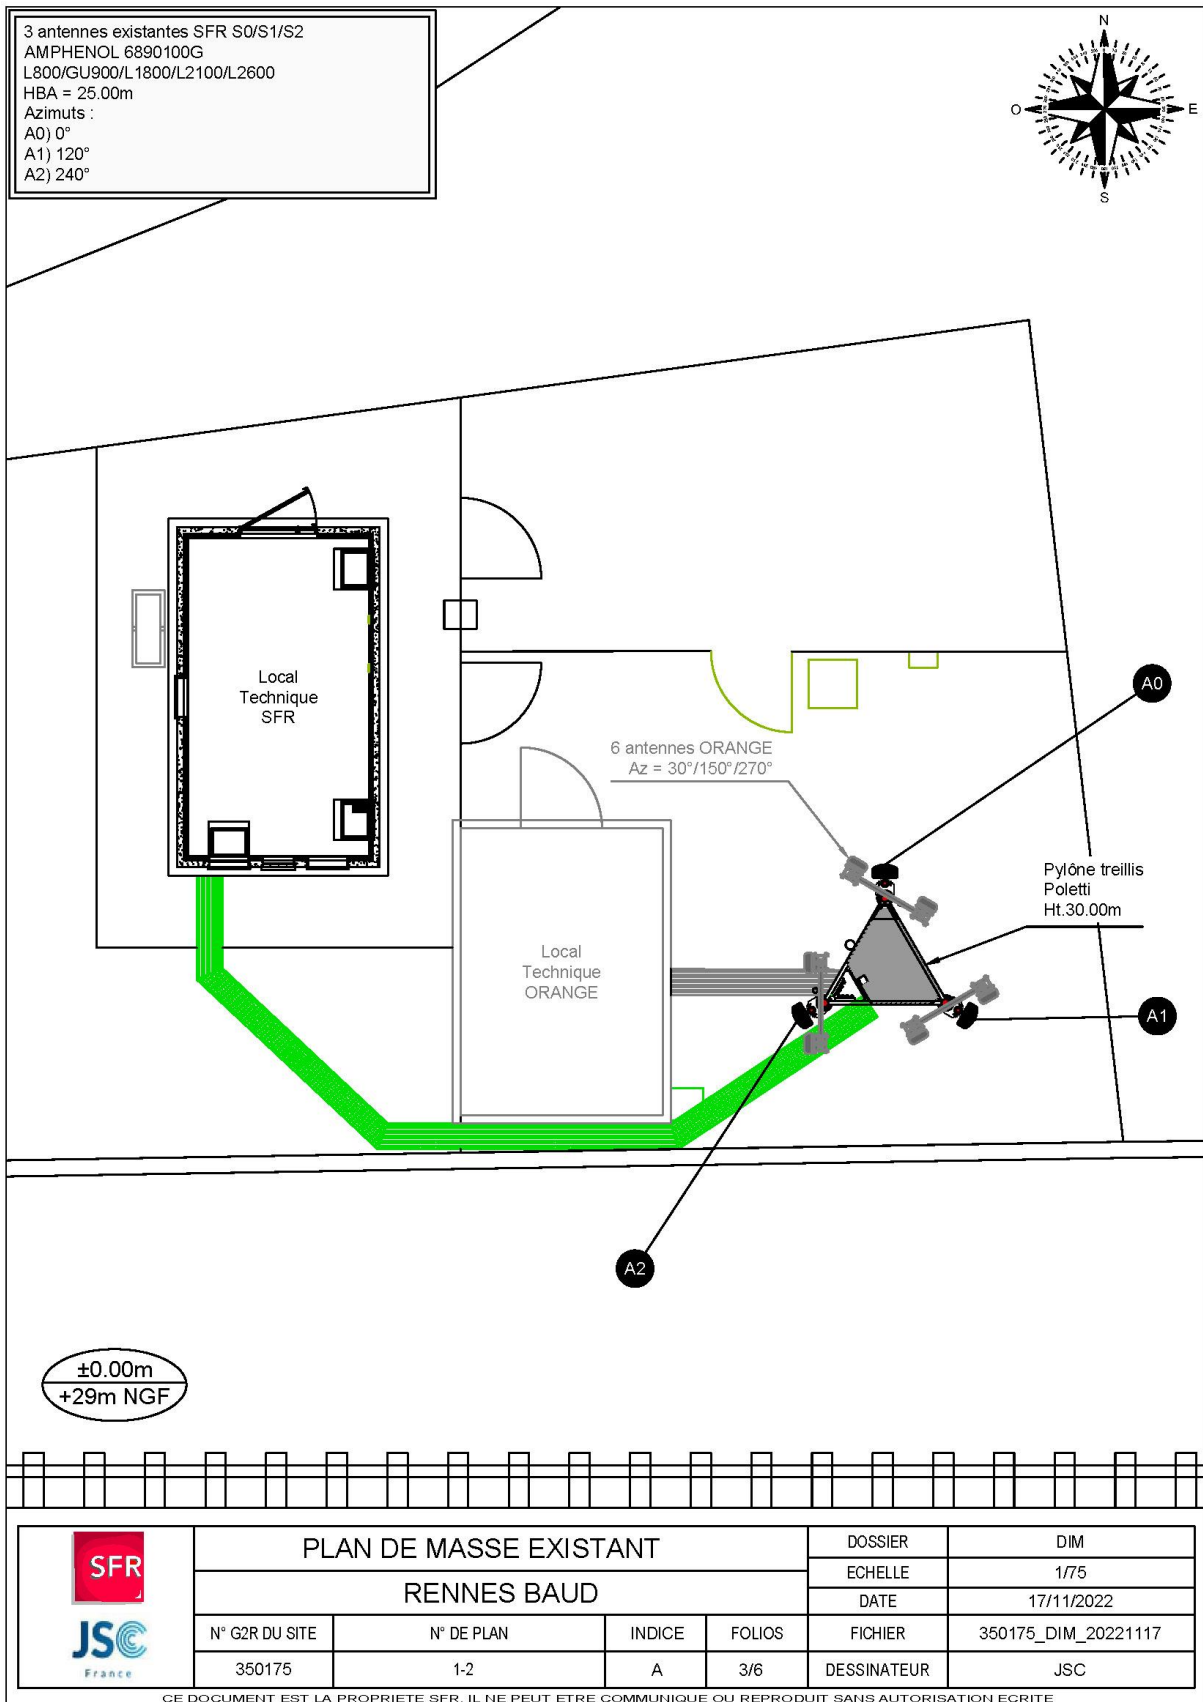 3 antennes existantes SFR S0/S1/S2
AMPHENOL 6890100G
L800/GU900/L1800/L2100/L2600
HBA = 25.00m
Azimuts :
A0) 0°
A1) 120°
A2) 240°
N
O
E
S
Local
Technique
SFR
A0
6 antennes ORANGE
Az = 30°/150°/270°
Pylône treillis
Poletti
Ht.30.00m
Local
Technique
ORANGE
A1
A2
±0.00m
+29m NGF
SFR
JSC
France
PLAN DE MASSE EXISTANT
RENNES BAUD
DOSSIER DIM
ECHELLE 1/75
DATE 17/11/2022
N° G2R DU SITE N° DE PLAN INDICE FOLIOS FICHIER 350175_DIM_20221117
350175 1-2 A 3/6 DESSINATEUR JSC
CE DOCUMENT EST LA PROPRIETE SFR. IL NE PEUT ETRE COMMUNIQUE OU REPRODUIT SANS AUTORISATION ECRITE